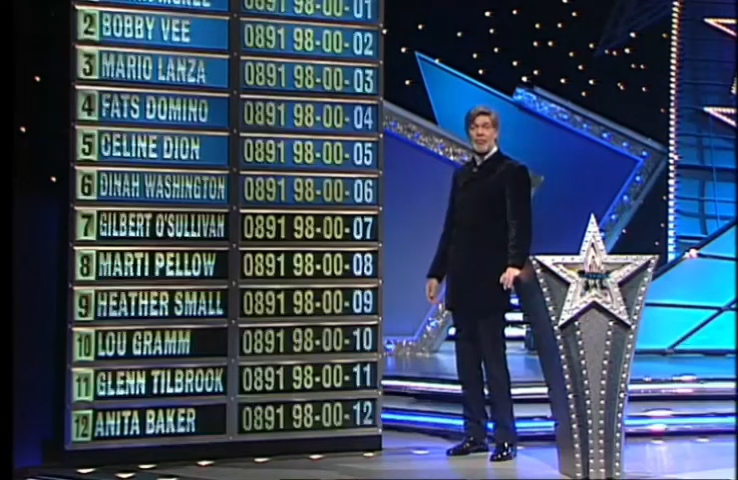 0891 98-00-01
2 BOBBY VEE 0891 98-00-02
3 MARIO LANZA 0891 98-00-03
4 FATS DOMINO 0891 98-00-04
5 CELINE DION 0891 98-00-05
6 DINAH WASHINGTON 0891 98-00-06
7 GILBERT O'SULLIVAN 0891 98-00-07
8 MARTI PELLOW 0891 98-00-08
9 HEATHER SMALL 0891 98-00-09
10 LOU GRAMM 0891 98-00-10
11 GLENN TILBROOK 0891 98-00-11
12 ANITA BAKER 0891 98-00-12